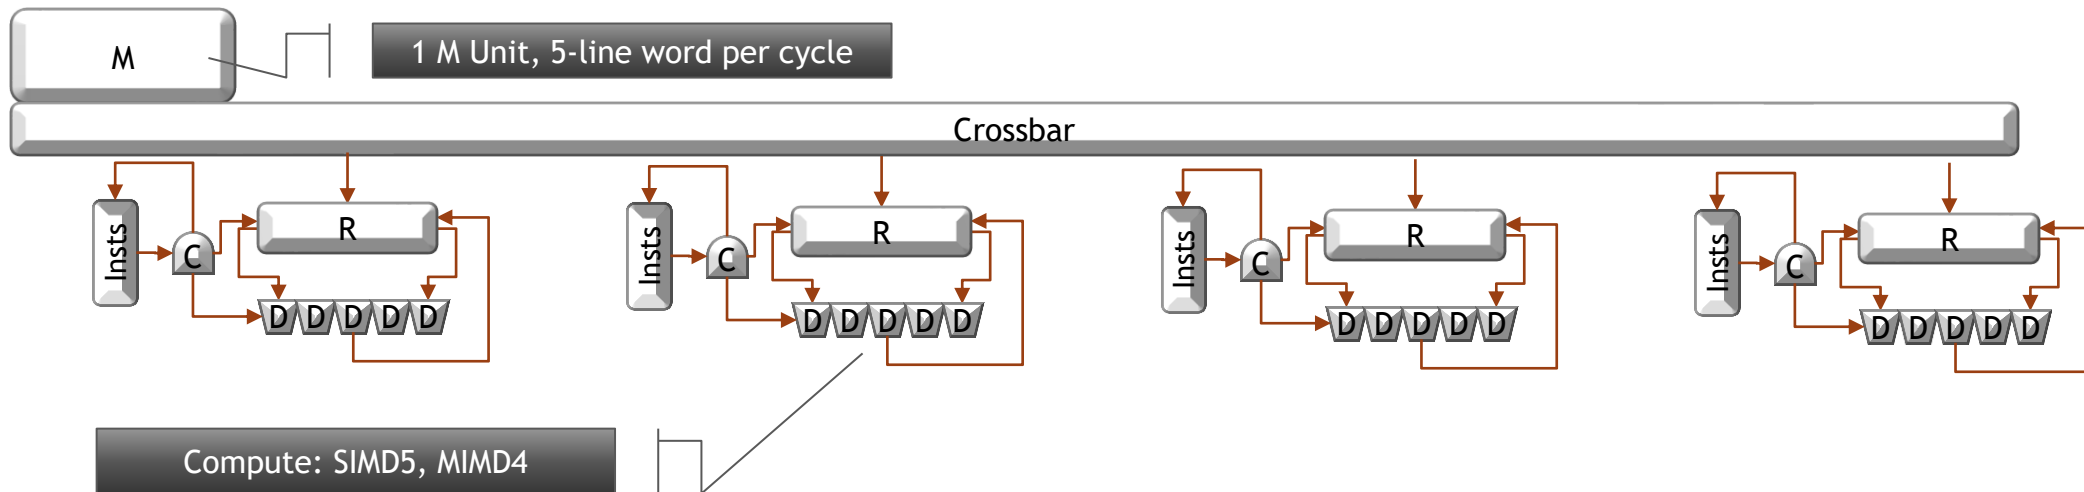 M
1 M Unit, 5-line word per cycle
Crossbar
Insts
C
R
D D D D D
Insts
C
R
D D D D D
Insts
C
R
D D D D D
Insts
C
R
D D D D D
Compute: SIMD5, MIMD4